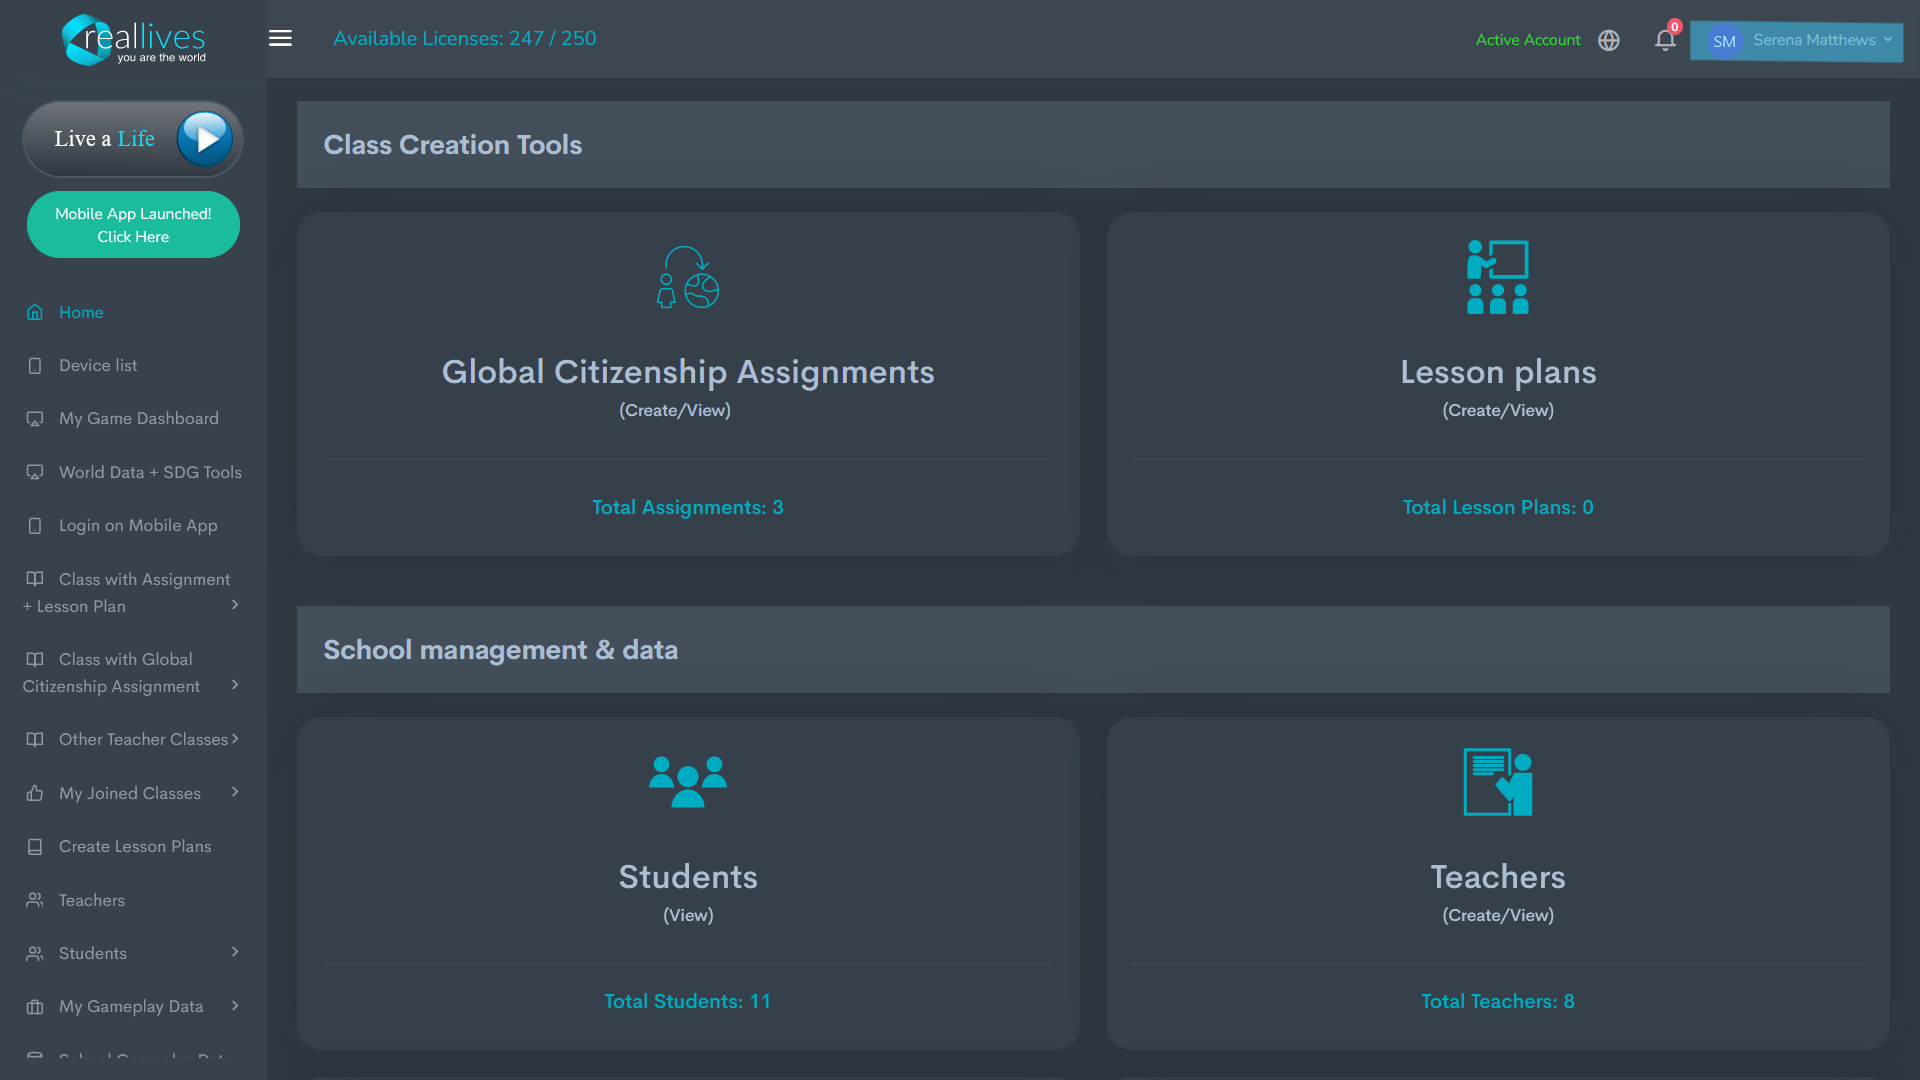 reallives
you are the world
Available Licenses: 247 / 250
Active Account
0
SM
Serena Matthews
Live a Life
Mobile App Launched!
Click Here
Home
Device list
My Game Dashboard
World Data + SDG Tools
Login on Mobile App
Class with Assignment
+ Lesson Plan
Class with Global
Citizenship Assignment
Other Teacher Classes
My Joined Classes
Create Lesson Plans
Teachers
Students
My Gameplay Data
Class Creation Tools
Global Citizenship Assignments
(Create/View)
Total Assignments: 3
Lesson plans
(Create/View)
Total Lesson Plans: 0
School management & data
Students
(View)
Total Students: 11
Teachers
(Create/View)
Total Teachers: 8